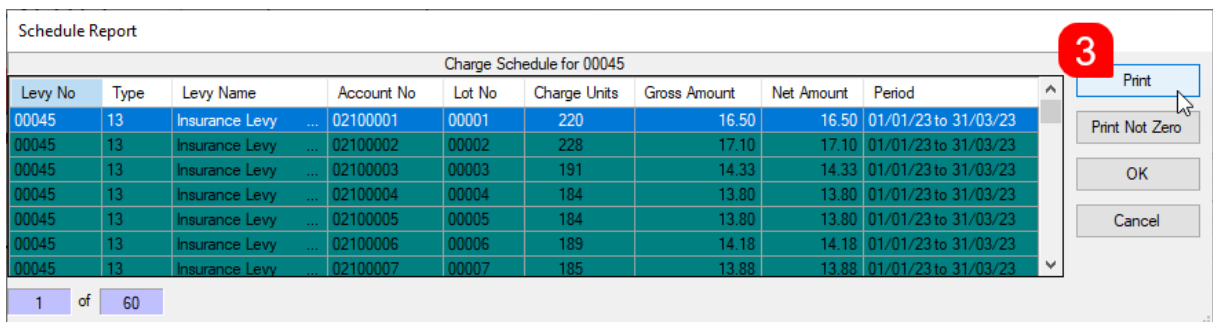 Schedule Report
3
Charge Schedule for 00045
Levy No Type Levy Name Account No Lot No Charge Units Gross Amount Net Amount Period
00045 13 Insurance Levy ... 02100001 00001 220 16.50 16.50 01/01/23 to 31/03/23
00045 13 Insurance Levy ... 02100002 00002 228 17.10 17.10 01/01/23 to 31/03/23
00045 13 Insurance Levy ... 02100003 00003 191 14.33 14.33 01/01/23 to 31/03/23
00045 13 Insurance Levy ... 02100004 00004 184 13.80 13.80 01/01/23 to 31/03/23
00045 13 Insurance Levy ... 02100005 00005 184 13.80 13.80 01/01/23 to 31/03/23
00045 13 Insurance Levy ... 02100006 00006 189 14.18 14.18 01/01/23 to 31/03/23
00045 13 Insurance Levy ... 02100007 00007 185 13.88 13.88 01/01/23 to 31/03/23
Print
Print Not Zero
OK
Cancel
1 of 60